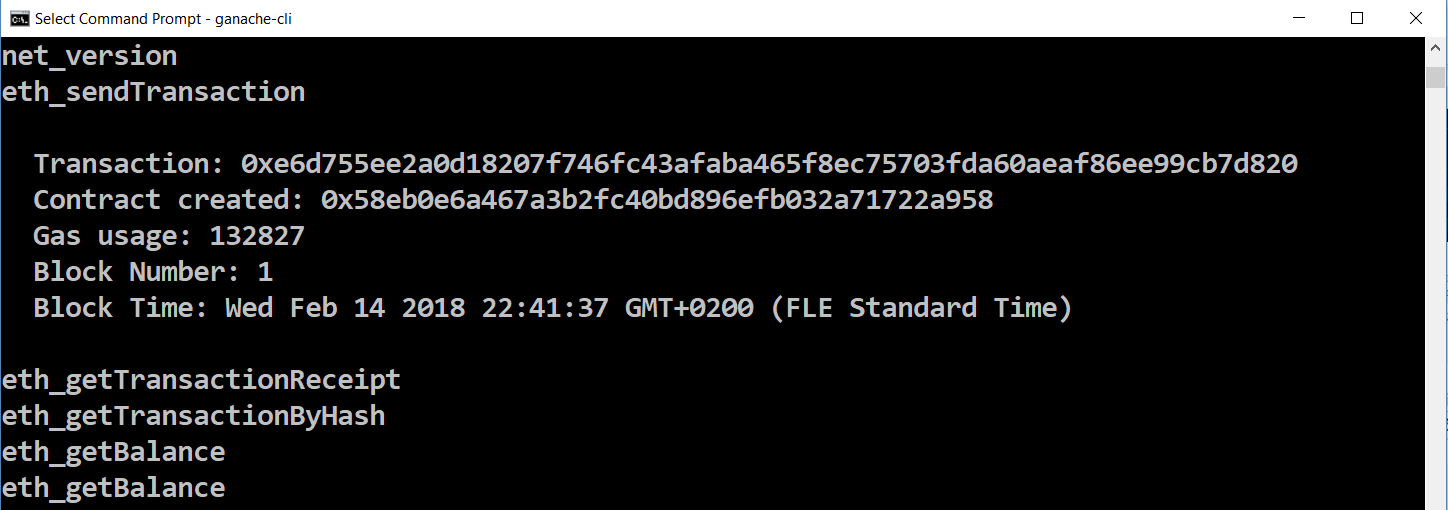 Select Command Prompt - ganache-cli
net_version
eth_sendTransaction
Transaction: 0xe6d755ee2a0d18207f746fc43afaba465f8ec75703fda60aeaf86ee99cb7d820
Contract created: 0x58eb0e6a467a3b2fc40bd896efb032a71722a958
Gas usage: 132827
Block Number: 1
Block Time: Wed Feb 14 2018 22:41:37 GMT+0200 (FLE Standard Time)
eth_getTransactionReceipt
eth_getTransactionByHash
eth_getBalance
eth_getBalance